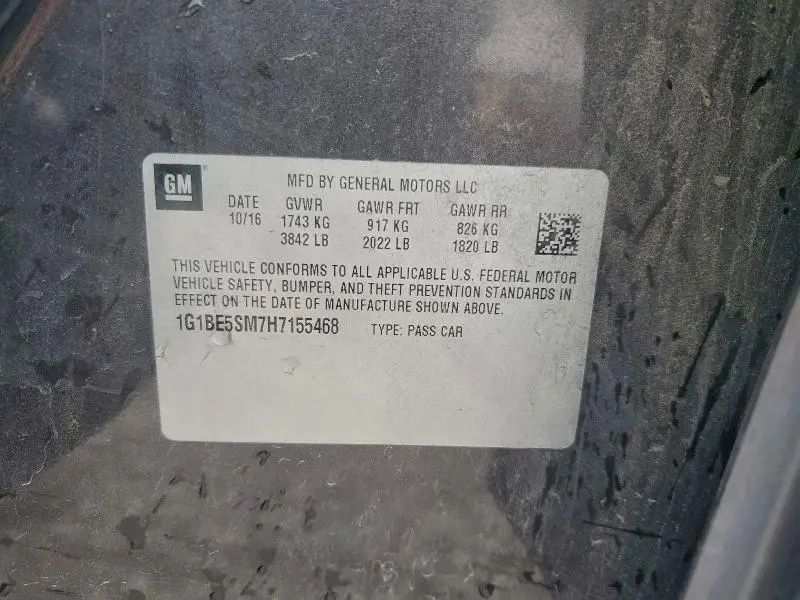 GM
MFD BY GENERAL MOTORS LLC
DATE GVWR GAWR FRT GAWR RR
10/16 1743 KG 917 KG 826 KG
3842 LB 2022 LB 1820 LB
THIS VEHICLE CONFORMS TO ALL APPLICABLE U.S. FEDERAL MOTOR
VEHICLE SAFETY, BUMPER, AND THEFT PREVENTION STANDARDS IN
EFFECT ON THE DATE OF MANUFACTURE SHOWN ABOVE.
1G1BE5SM7H7155468 TYPE: PASS CAR